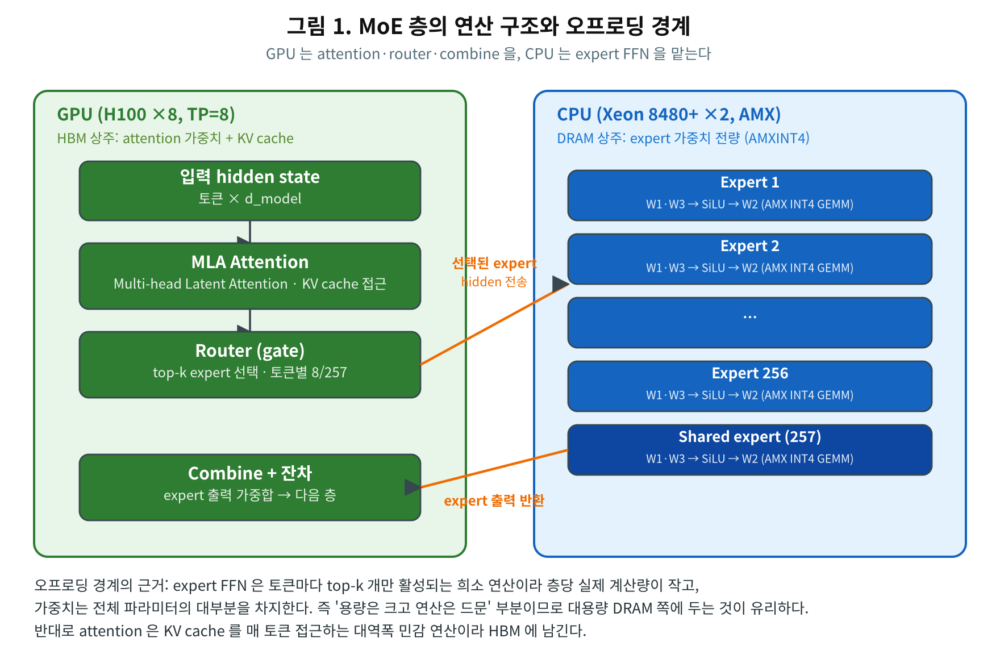 그림 1. MoE 층의 연산 구조와 오프로딩 경계
GPU 는 attention·router·combine 을, CPU 는 expert FFN 을 맡는다
GPU (H100 ×8, TP=8)
HBM 상주: attention 가중치 + KV cache
입력 hidden state
토큰 × d_model
MLA Attention
Multi-head Latent Attention · KV cache 접근
Router (gate)
top-k expert 선택 · 토큰별 8/257
Combine + 잔차
expert 출력 가중합 → 다음 층
선택된 expert
hidden 전송
expert 출력 반환
CPU (Xeon 8480+ ×2, AMX)
DRAM 상주: expert 가중치 전량 (AMXINT4)
Expert 1
W1·W3 → SiLU → W2 (AMX INT4 GEMM)
Expert 2
W1·W3 → SiLU → W2 (AMX INT4 GEMM)
...
Expert 256
W1·W3 → SiLU → W2 (AMX INT4 GEMM)
Shared expert (257)
W1·W3 → SiLU → W2 (AMX INT4 GEMM)
오프로딩 경계의 근거: expert FFN 은 토큰마다 top-k 개만 활성되는 희소 연산이라 층당 실제 계산량이 작고,
가중치는 전체 파라미터의 대부분을 차지한다. 즉 '용량은 크고 연산은 드문' 부분이므로 대용량 DRAM 쪽에 두는 것이 유리하다.
반대로 attention 은 KV cache 를 매 토큰 접근하는 대역폭 민감 연산이라 HBM 에 남긴다.